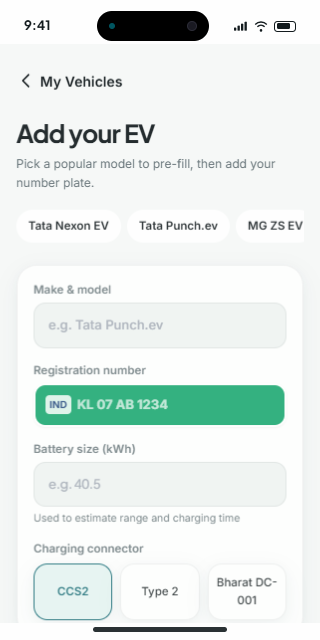 9:41
My Vehicles
Add your EV
Pick a popular model to pre-fill, then add your
number plate.
Tata Nexon EV
Tata Punch.ev
MG ZS EV
Make & model
e.g. Tata Punch.ev
Registration number
IND KL 07 AB 1234
Battery size (kWh)
e.g. 40.5
Used to estimate range and charging time
Charging connector
CCS2
Type 2
Bharat DC-
001